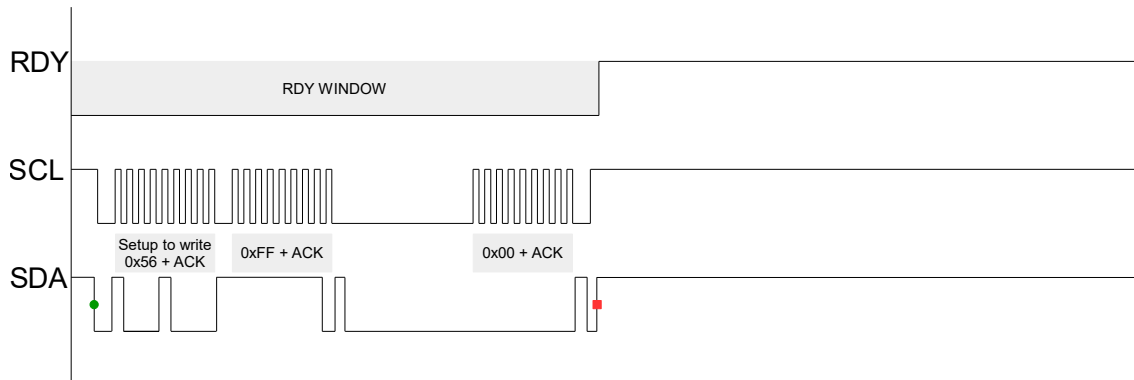 RDY
RDY WINDOW
SCL
Setup to write
0x56 + ACK
0xFF + ACK
0x00 + ACK
SDA